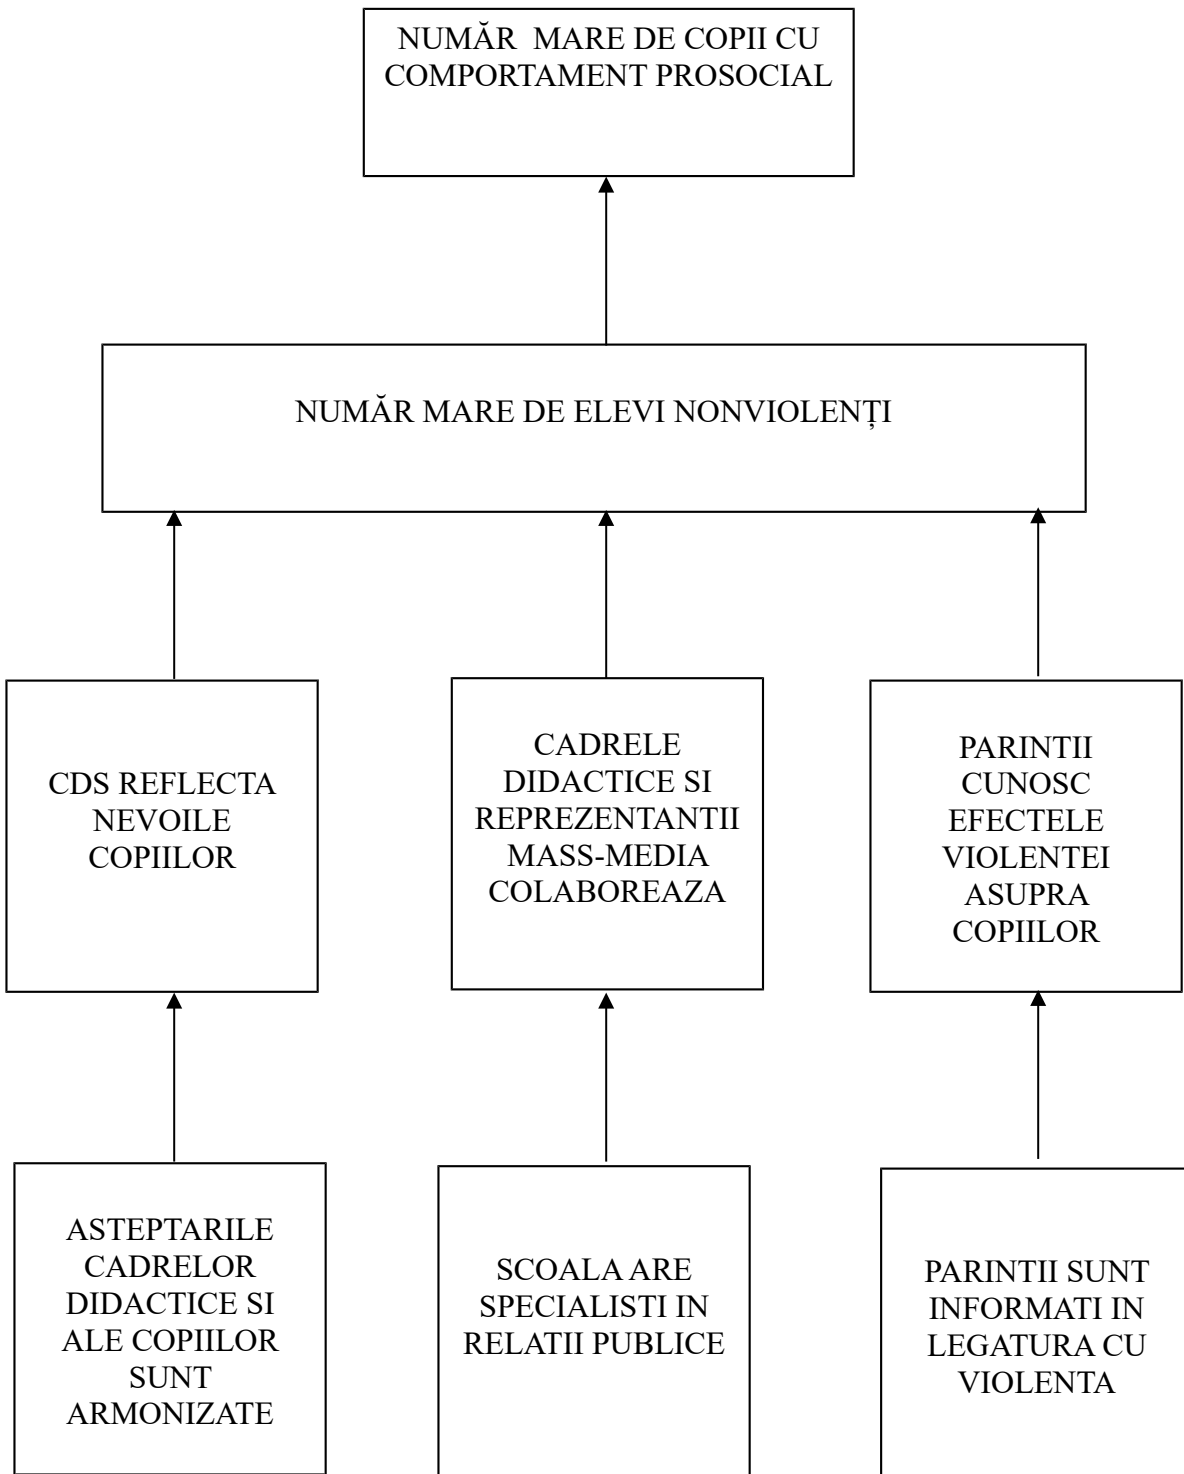 NUMĂR  MARE DE COPII CU
COMPORTAMENT PROSOCIAL
NUMĂR MARE DE ELEVI NONVIOLENȚI
CDS REFLECTA
NEVOILE
COPIILOR
CADRELE
DIDACTICE SI
REPREZENTANTII
MASS-MEDIA
COLABOREAZA
PARINTII
CUNOSC
EFECTELE
VIOLENTEI
ASUPRA
COPIILOR
ASTEPTARILE
CADRELOR
DIDACTICE SI
ALE COPIILOR
SUNT
ARMONIZATE
SCOALA ARE
SPECIALISTI IN
RELATII PUBLICE
PARINTII SUNT
INFORMATI IN
LEGATURA CU
VIOLENTA